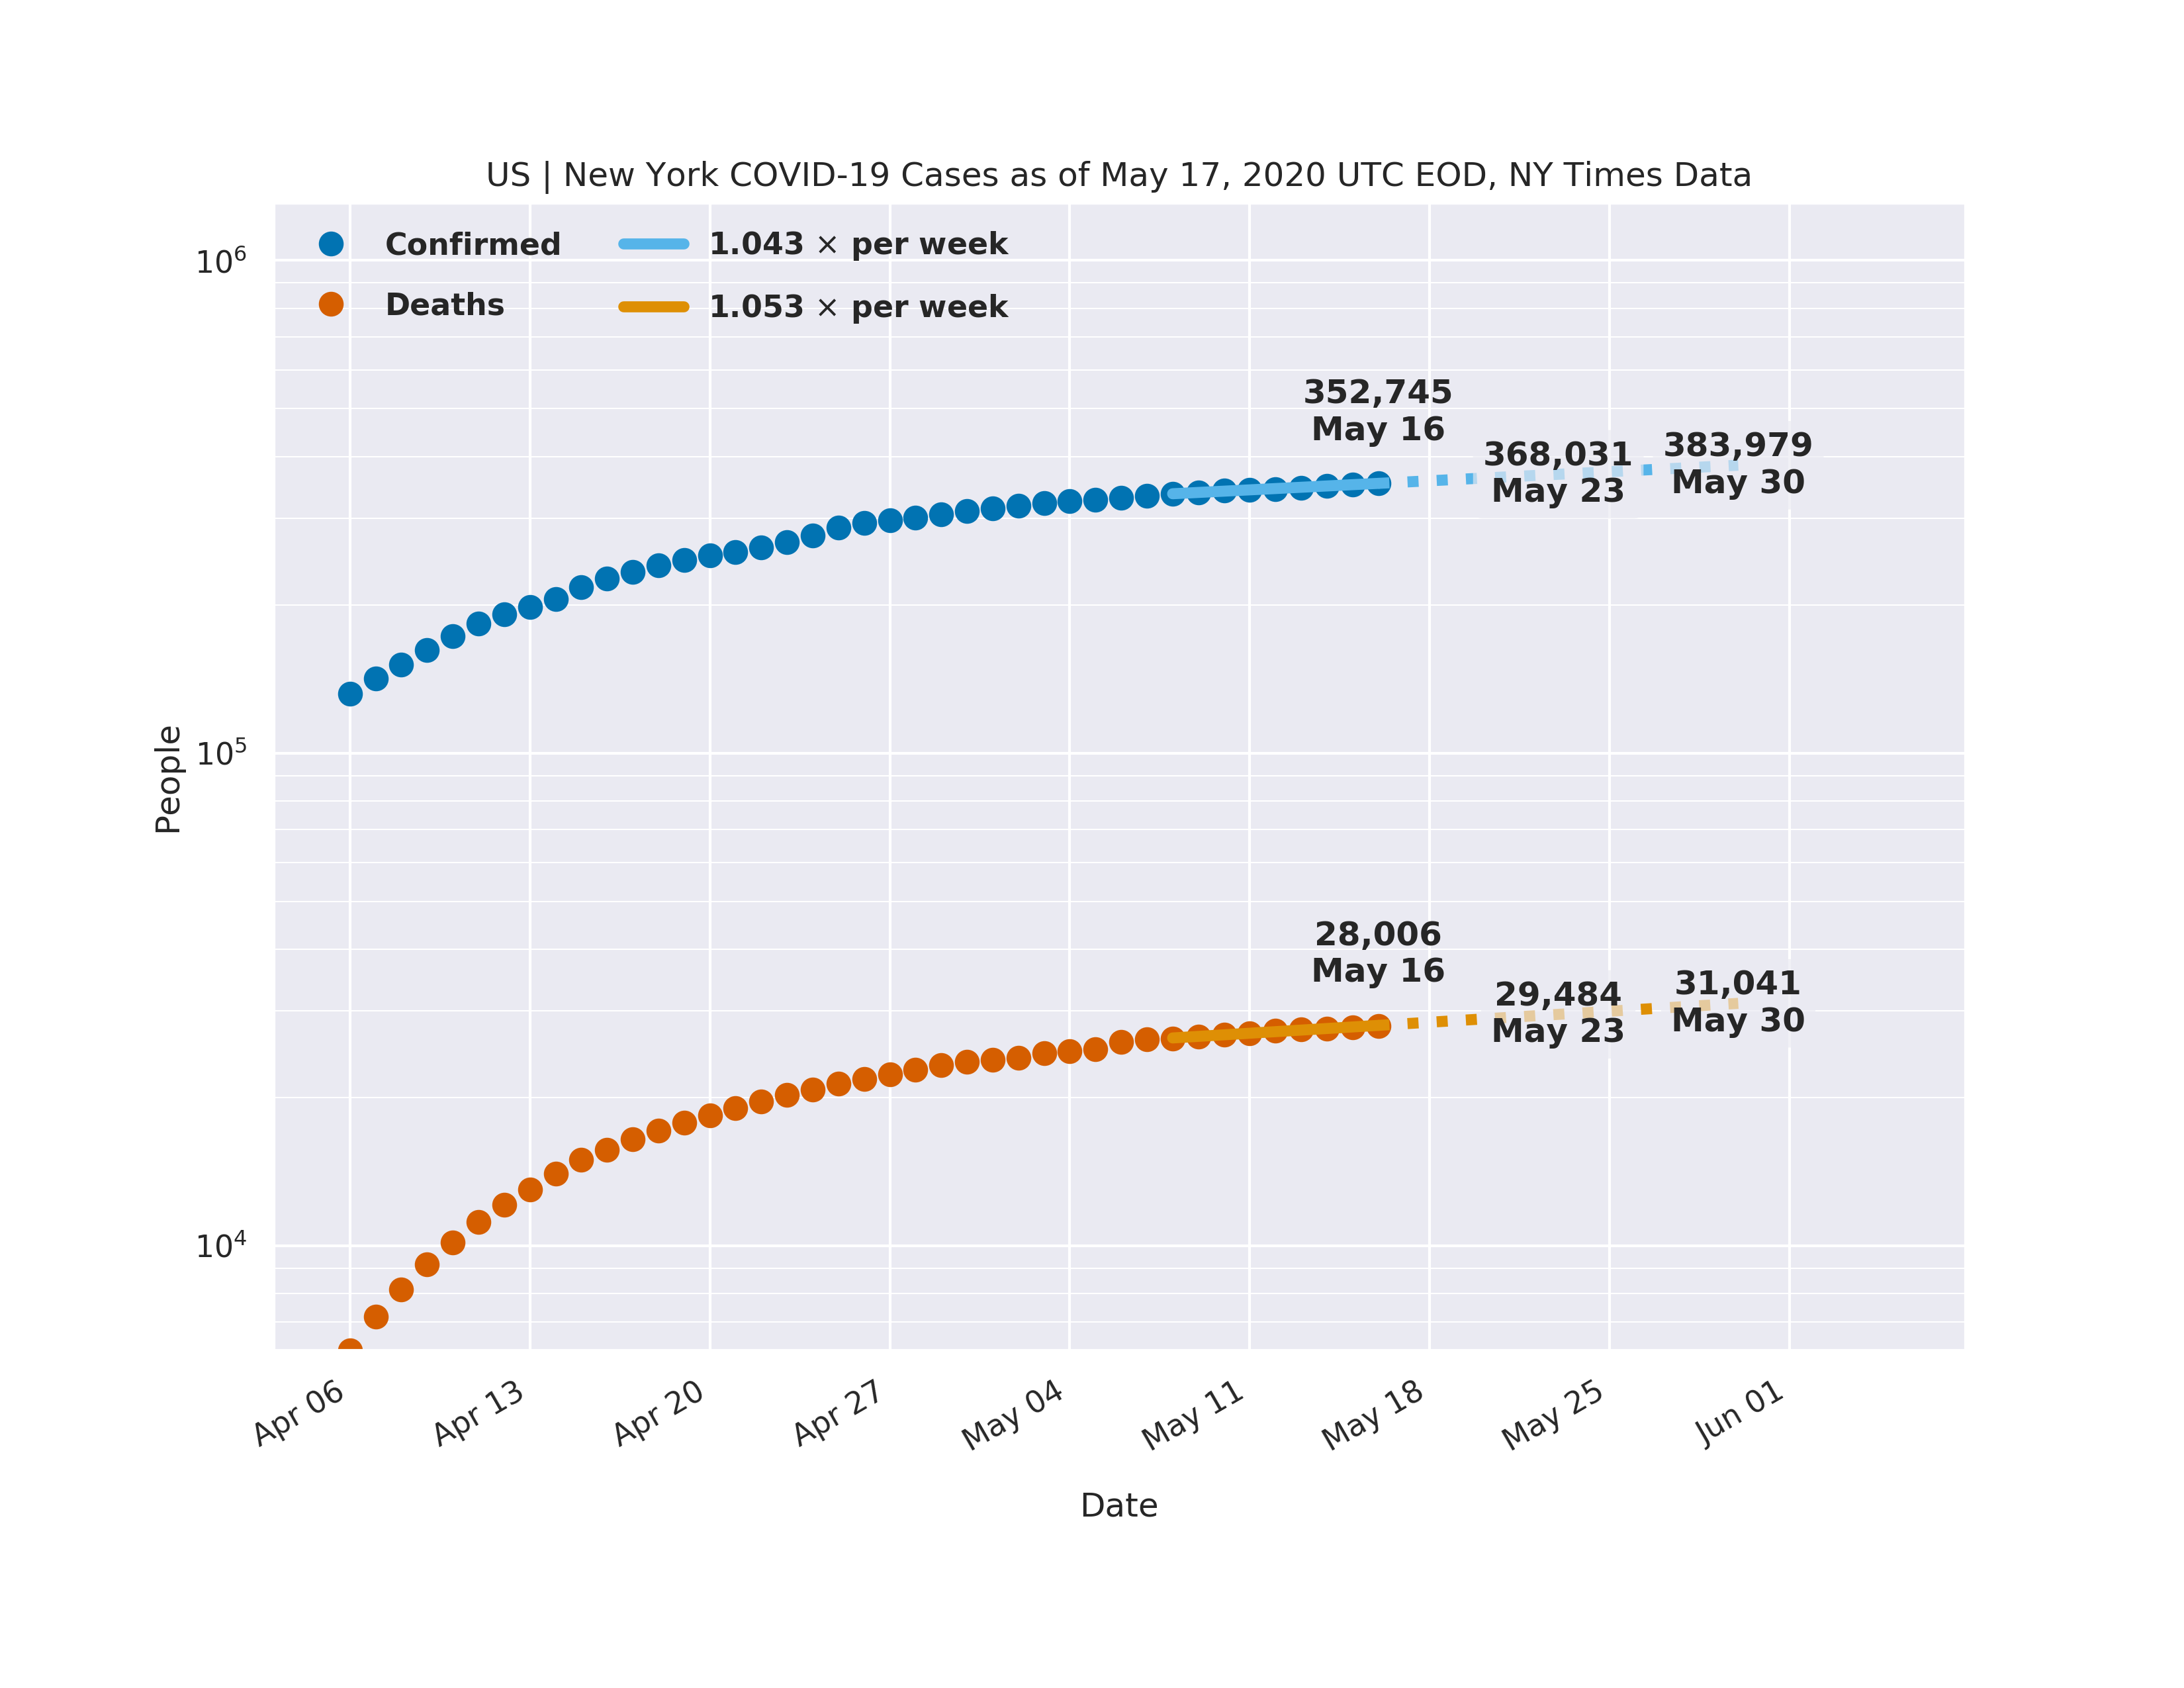 US | New York COVID-19 Cases as of May 17, 2020 UTC EOD, NY Times Data
Confirmed
Deaths
1.043 × per week
1.053 × per week
10⁶
10⁵
10⁴
People
352,745
May 16
368,031
May 23
383,979
May 30
28,006
May 16
29,484
May 23
31,041
May 30
Apr 06
Apr 13
Apr 20
Apr 27
May 04
May 11
May 18
May 25
Jun 01
Date